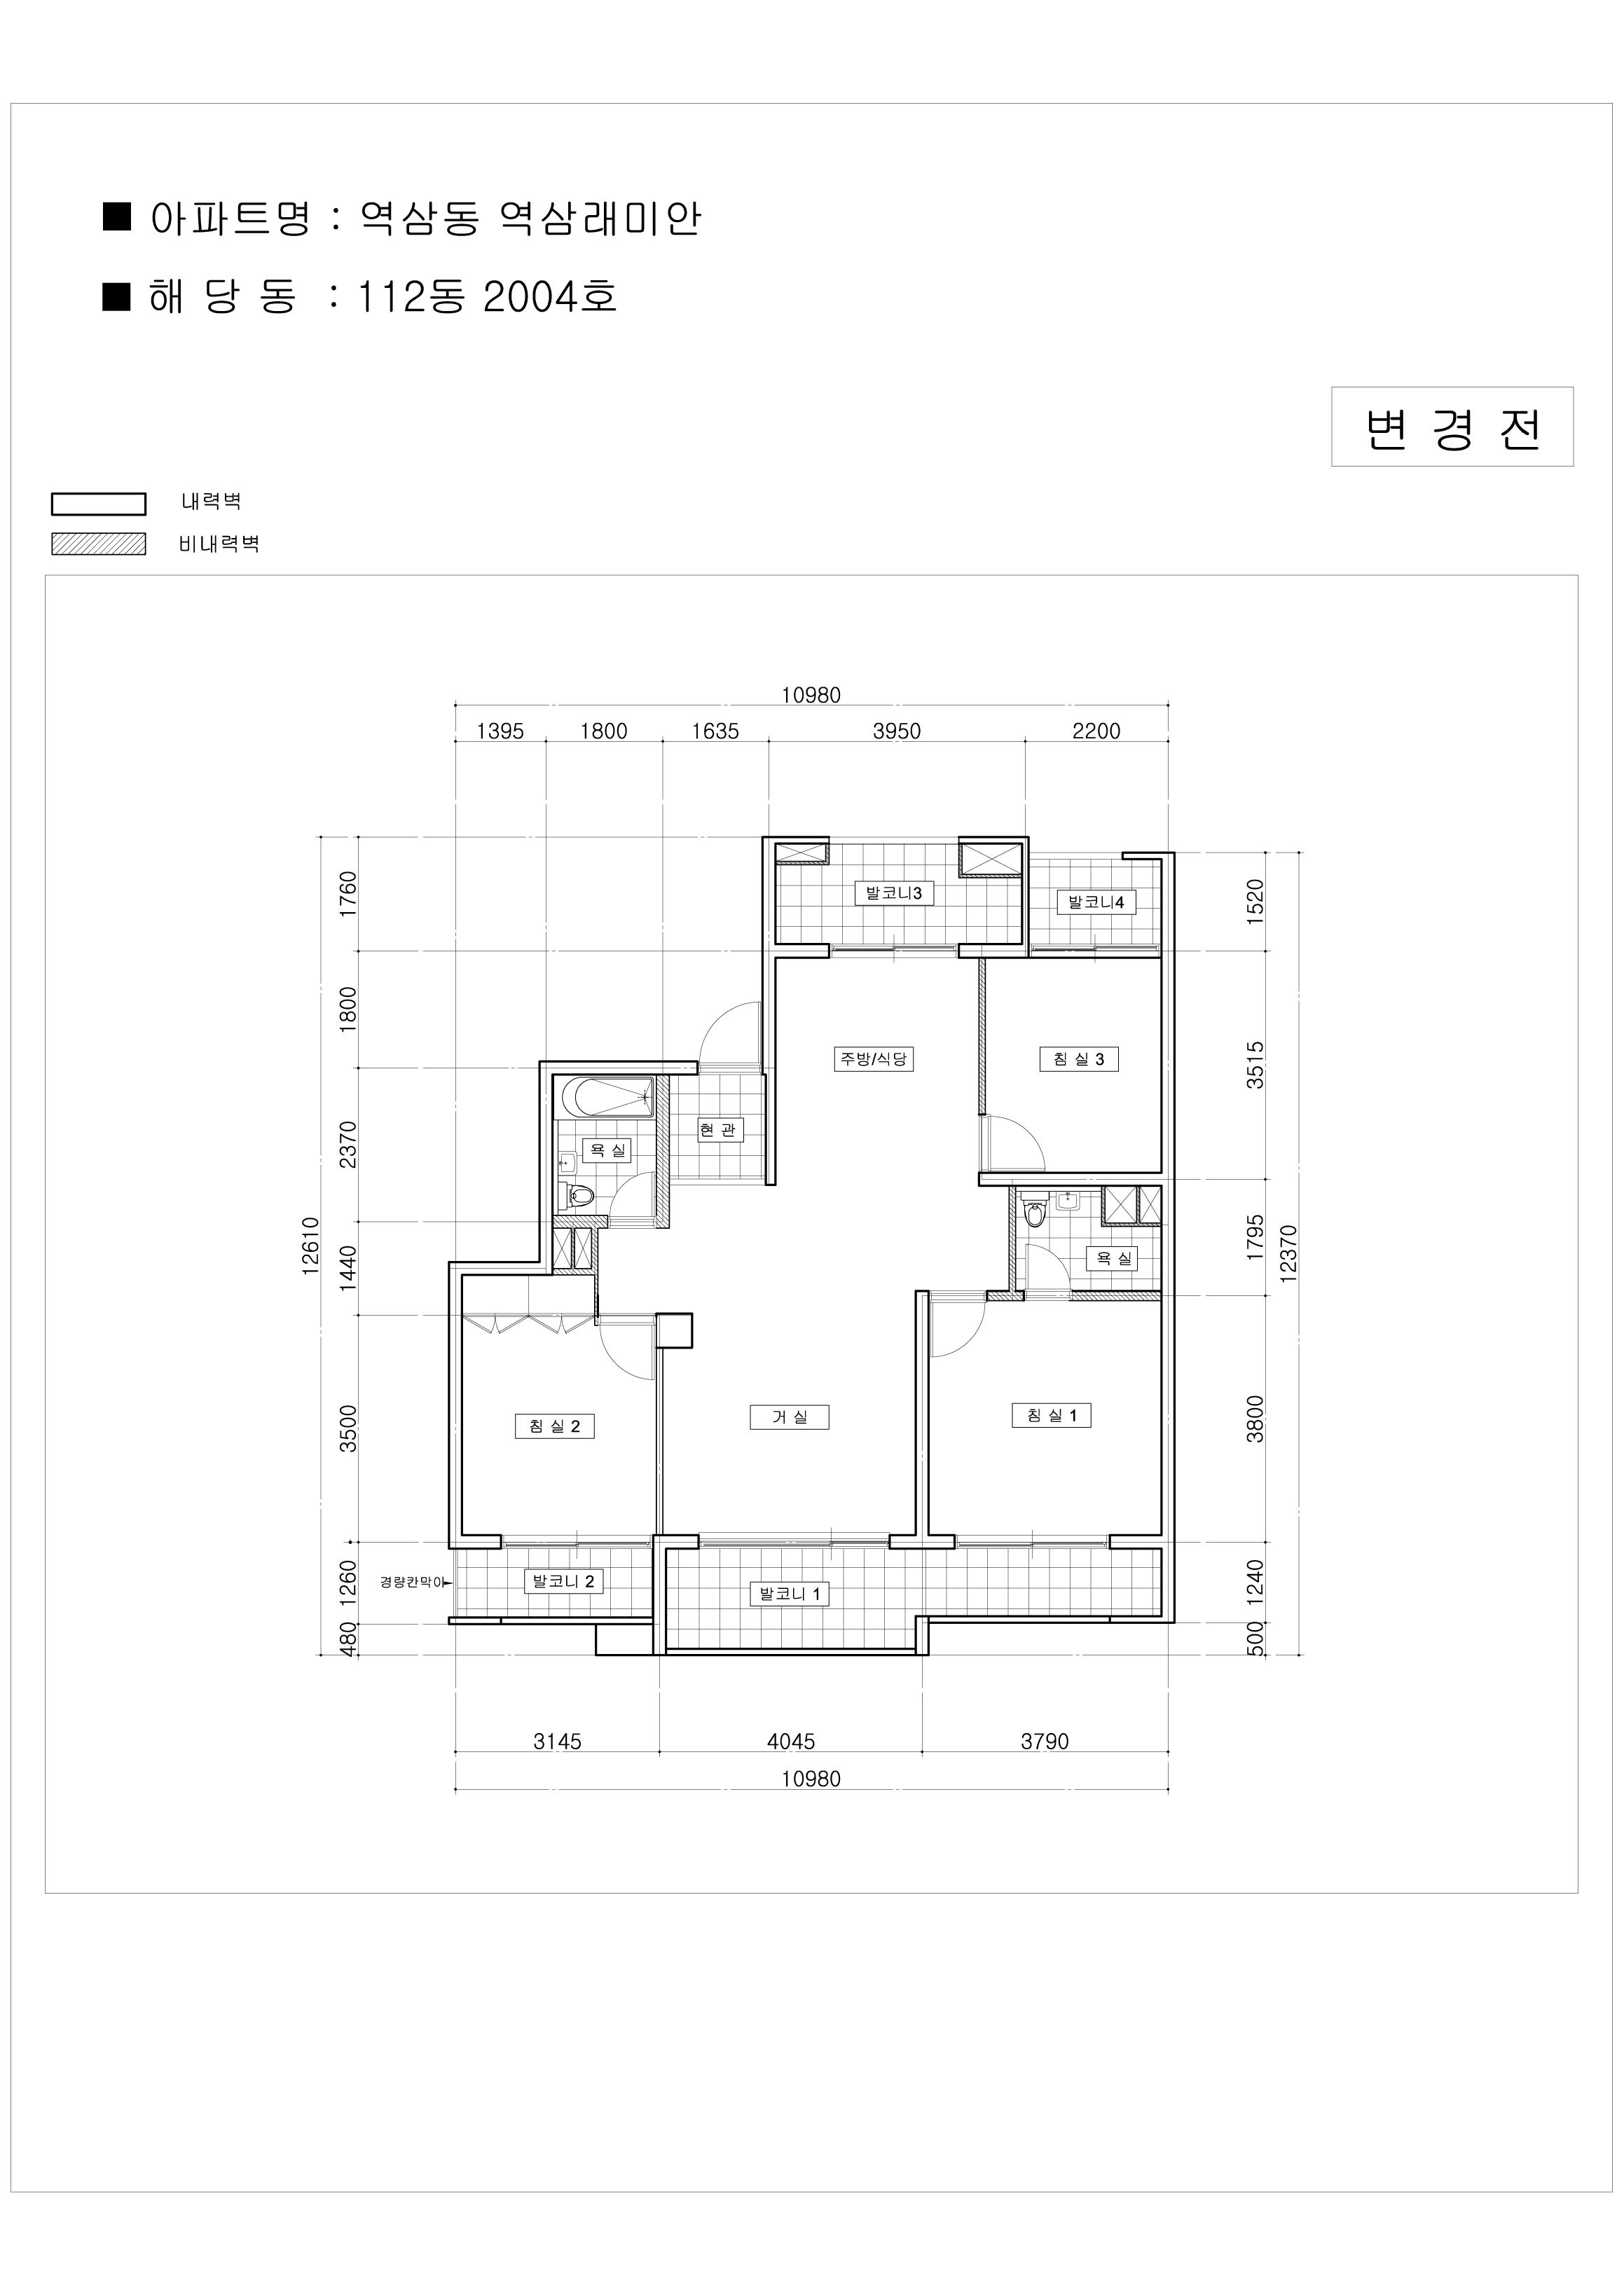 ■ 아파트명 : 역삼동 역삼래미안
■ 해 당 동 : 112동 2004호
변 경 전
내력벽
비내력벽
10980
1395 1800 1635 3950 2200
1760
1800
2370
1440
3500
1260
480
12610
1520
3515
1795
3800
1240
500
12370
발코니3
발코니4
주방/식당
침 실 3
현 관
욕 실
욕 실
침 실 2
거 실
침 실 1
경량칸막이
발코니 2
발코니 1
3145 4045 3790
10980